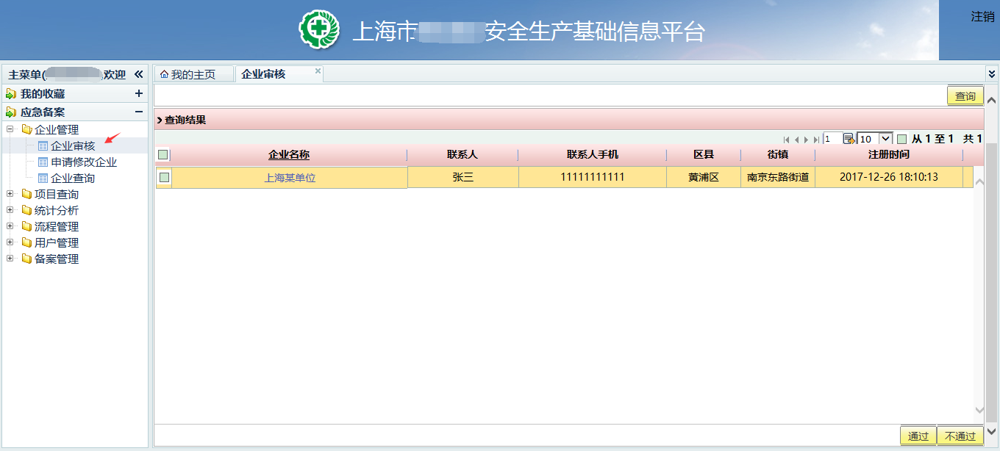 注销
上海市 安全生产基础信息平台
主菜单( 欢迎
我的主页
企业审核
我的收藏
查询
应急备案
查询结果
企业管理
企业审核
申请修改企业
企业查询
项目查询
统计分析
流程管理
用户管理
备案管理
1 10 从 1 至 1 共 1
企业名称 联系人 联系人手机 区县 街镇 注册时间
上海某单位 张三 11111111111 黄浦区 南京东路街道 2017-12-26 18:10:13
通过 不通过